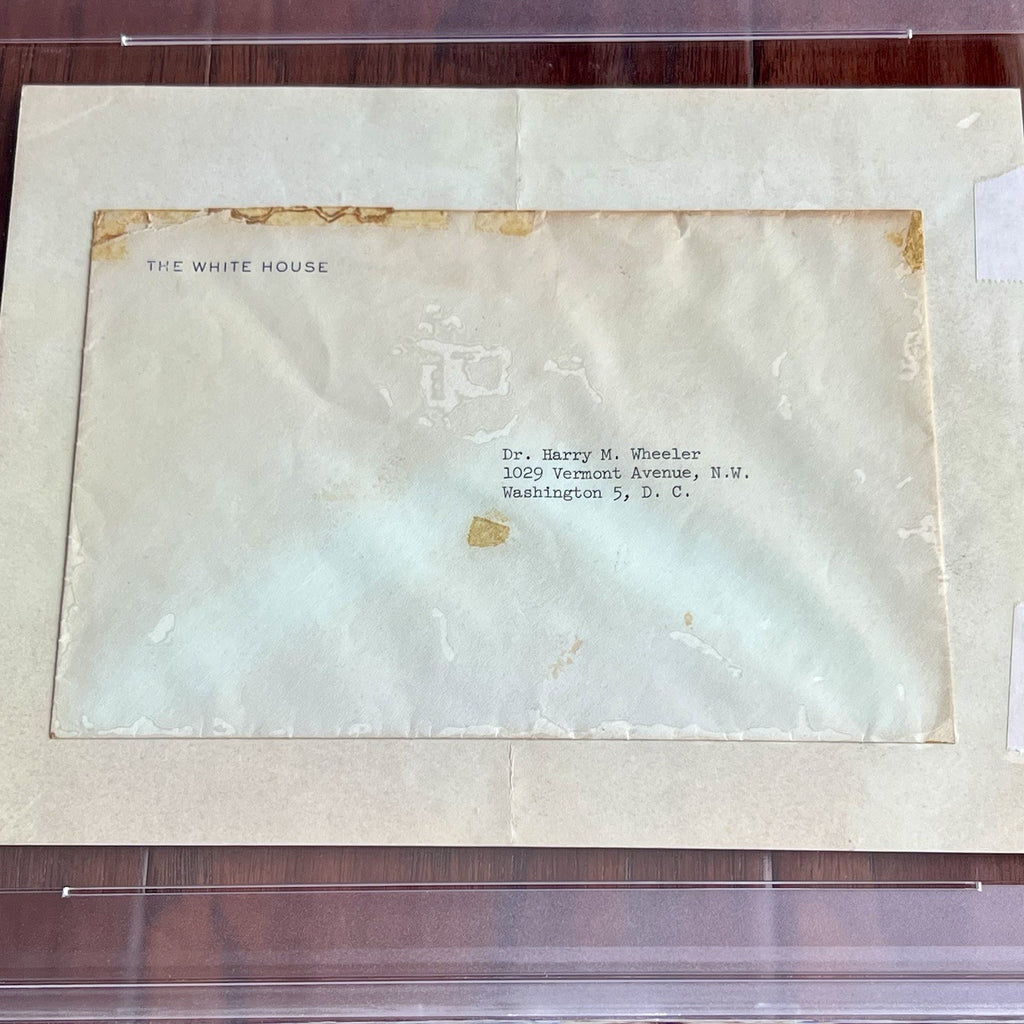 THE WHITE HOUSE
Dr. Harry M. Wheeler
1029 Vermont Avenue, N.W.
Washington 5, D. C.